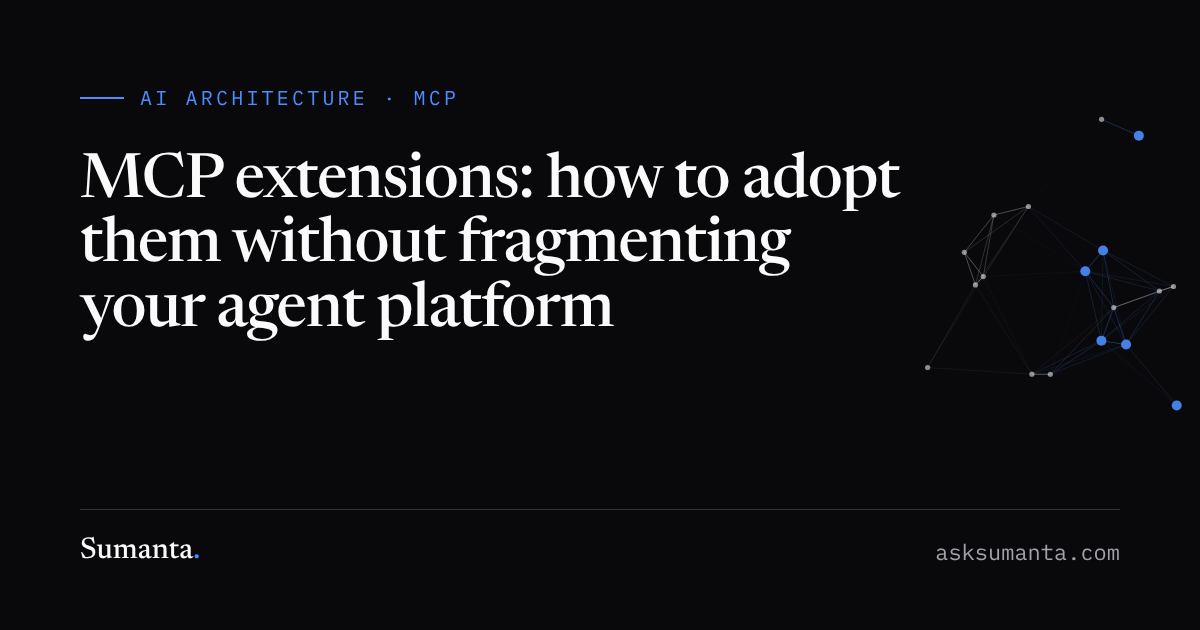 AI ARCHITECTURE · MCP
MCP extensions: how to adopt
them without fragmenting
your agent platform
Sumanta.
asksumanta.com